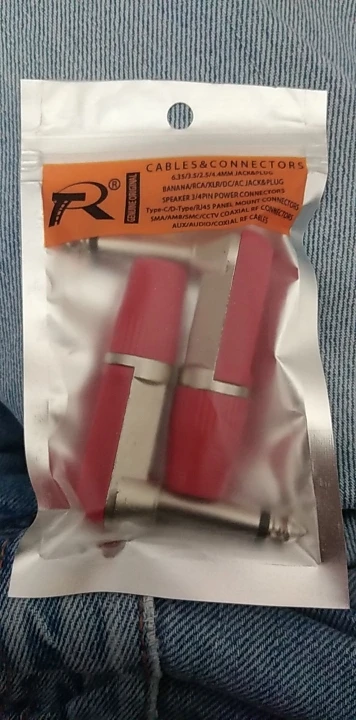 CABLES&CONNECTORS
6.35/3.5/2.5/4.4MM JACK&PLUG
BANANA/RCA/XLR/DC/AC JACK&PLUG
SPEAKER 3/4PIN POWER CONNECTORS
Type-C/D-Type/RJ45 PANEL MOUNT CONNECTORS
SMA/AMB/SMC/CCTV COAXIAL RF CONNECTORS
AUX/AUDIO/COXIAL RF CABLES
R®
GENUINE ORIGINAL